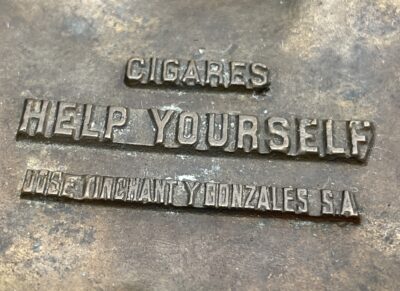 CIGARES
HELP YOURSELF
JOSE TINCHANT Y GONZALES S.A.